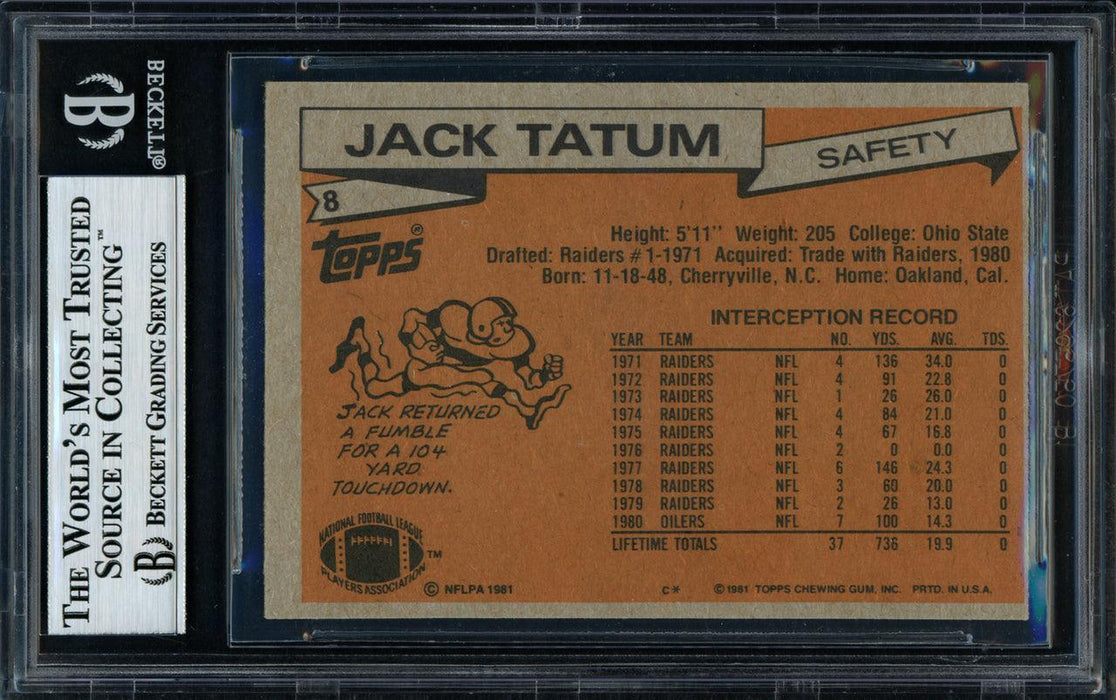 BECKETT®
THE WORLD'S MOST TRUSTED
SOURCE IN COLLECTING™
B BECKETT GRADING SERVICES
JACK TATUM
SAFETY
8
topps®
Height: 5'11" Weight: 205 College: Ohio State
Drafted: Raiders #1-1971 Acquired: Trade with Raiders, 1980
Born: 11-18-48, Cherryville, N.C. Home: Oakland, Cal.
INTERCEPTION RECORD
YEAR TEAM NO. YDS. AVG. TDS.
1971 RAIDERS NFL 4 136 34.0 0
1972 RAIDERS NFL 4 91 22.8 0
1973 RAIDERS NFL 1 26 26.0 0
1974 RAIDERS NFL 4 84 21.0 0
1975 RAIDERS NFL 4 67 16.8 0
1976 RAIDERS NFL 2 0 0.0 0
1977 RAIDERS NFL 6 146 24.3 0
1978 RAIDERS NFL 3 60 20.0 0
1979 RAIDERS NFL 2 26 13.0 0
1980 OILERS NFL 7 100 14.3 0
LIFETIME TOTALS 37 736 19.9 0
JACK RETURNED
A FUMBLE
FOR A 104
YARD
TOUCHDOWN.
NATIONAL FOOTBALL LEAGUE
PLAYERS ASSOCIATION™
© NFLPA 1981
C*
© 1981 TOPPS CHEWING GUM, INC. PRTD. IN U.S.A.